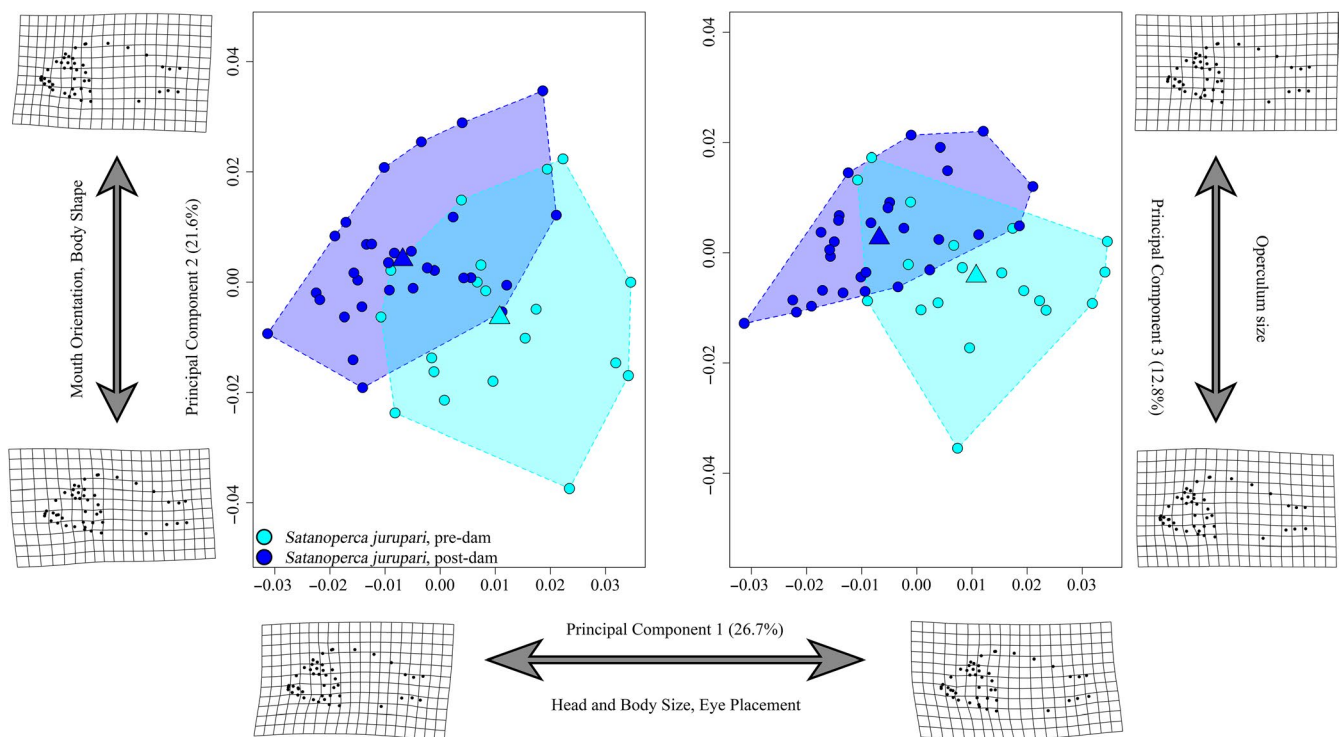 Mouth Orientation, Body Shape
Principal Component 2 (21.6%)
0.04
0.02
0.00
−0.02
−0.04
Satanoperca jurupari, pre-dam
Satanoperca jurupari, post-dam
−0.03 −0.02 −0.01 0.00 0.01 0.02 0.03
0.04
0.02
0.00
−0.02
−0.04
−0.03 −0.02 −0.01 0.00 0.01 0.02 0.03
Principal Component 3 (12.8%)
Operculum size
Principal Component 1 (26.7%)
Head and Body Size, Eye Placement